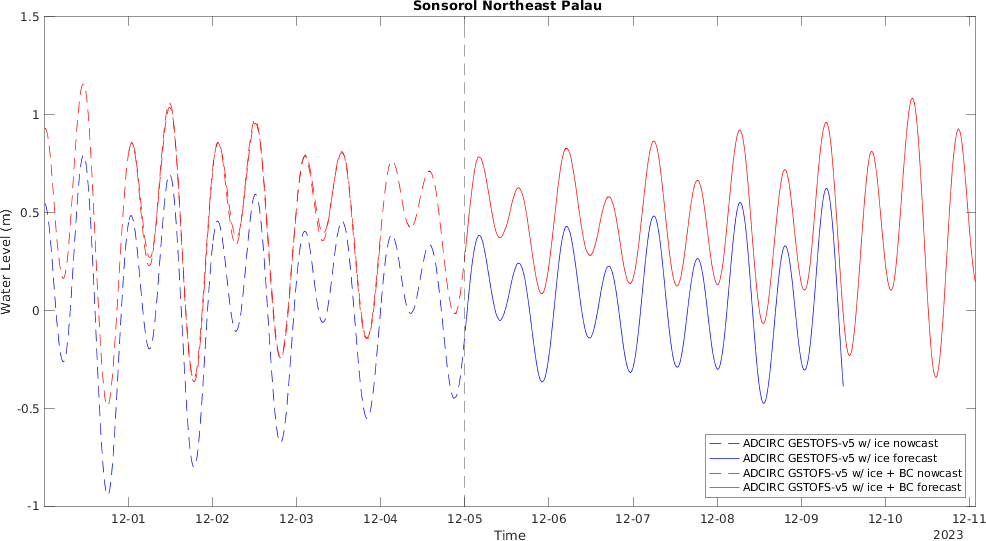 Sonsorol Northeast Palau
1.5
1
0.5
0
-0.5
-1
Water Level (m)
ADCIRC GESTOFS-v5 w/ ice nowcast
ADCIRC GESTOFS-v5 w/ ice forecast
ADCIRC GSTOFS-v5 w/ ice + BC nowcast
ADCIRC GSTOFS-v5 w/ ice + BC forecast
12-01 12-02 12-03 12-04 12-05 12-06 12-07 12-08 12-09 12-10 12-11
Time
2023